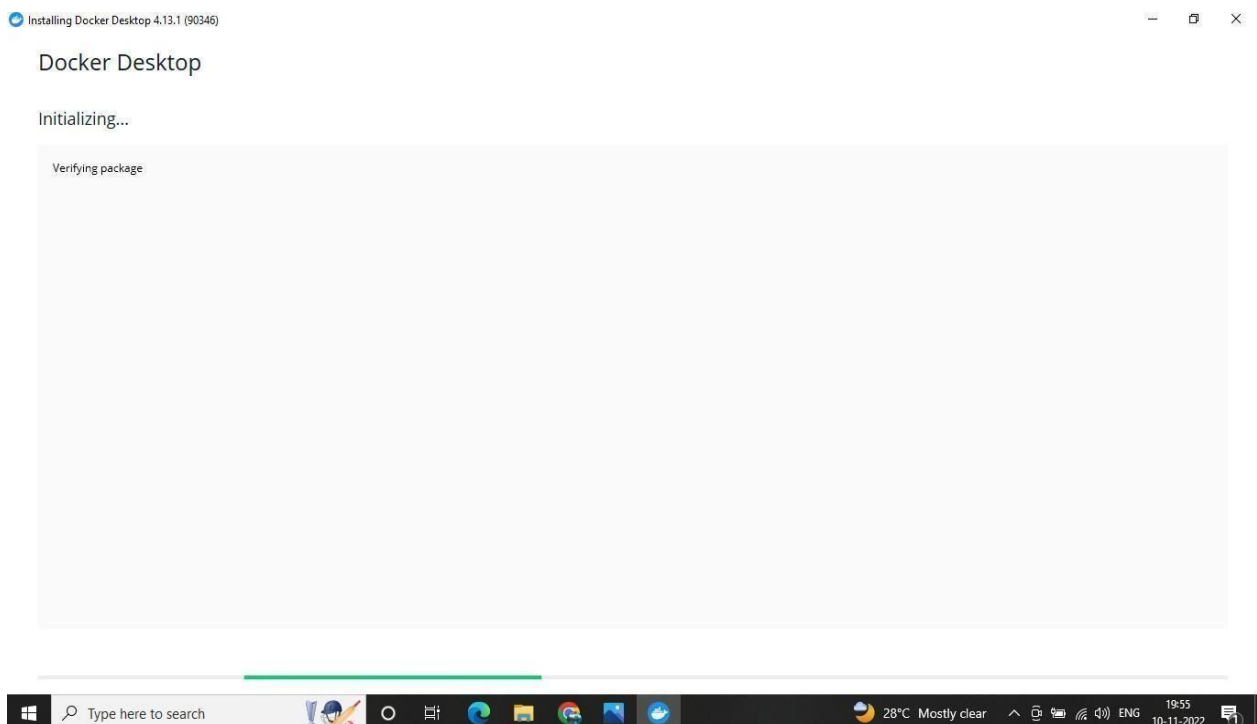 Installing Docker Desktop 4.13.1 (90346)
Docker Desktop
Initializing...
Verifying package
Type here to search
28°C Mostly clear
ENG
19:55
10-11-2022